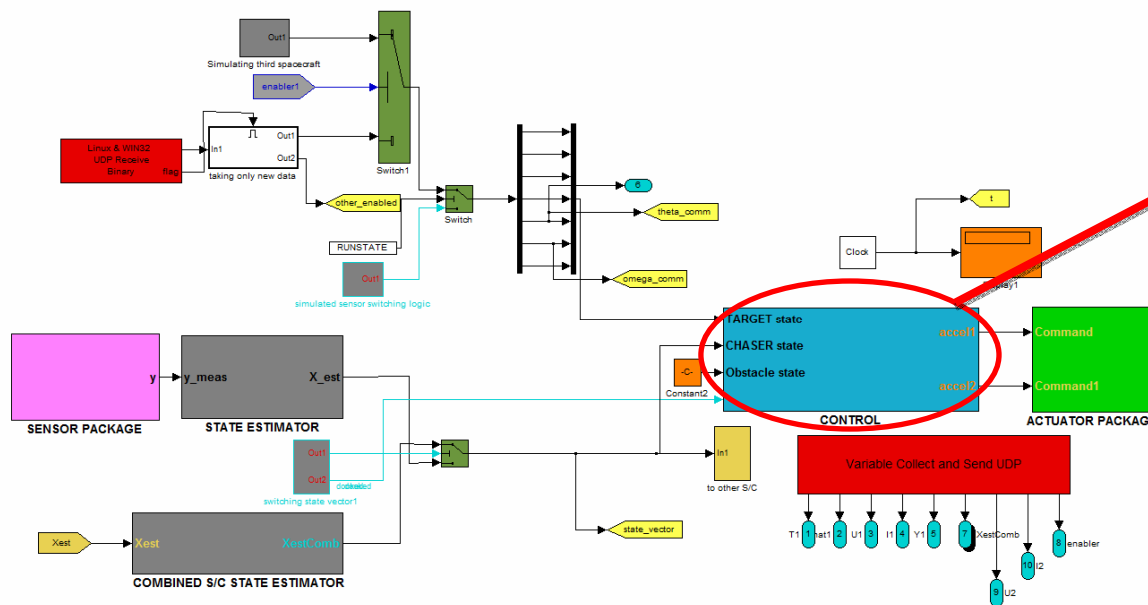 Out1
Simulating third spacecraft
enabler1
Linux & WIN32
UDP Receive
Binary
flag
In1
Out1
Out2
taking only new data
Switch1
other_enabled
RUNSTATE
Switch
Out1
simulated sensor switching logic
6
theta_comm
omega_comm
t
Clock
TARGET state
CHASER state
Obstacle state
accel1
accel2
CONTROL
-C-
Constant2
Command
Command1
ACTUATOR PACKAG
y
SENSOR PACKAGE
y_meas
X_est
STATE ESTIMATOR
Out1
Out2
switching state vector1
In1
to other S/C
state_vector
Xest
Xest
XestComb
COMBINED S/C STATE ESTIMATOR
Variable Collect and Send UDP
T1
1
hat1
2
U1
3
I1
4
Y1
5
7
XestComb
9
U2
10
I2
8
enabler